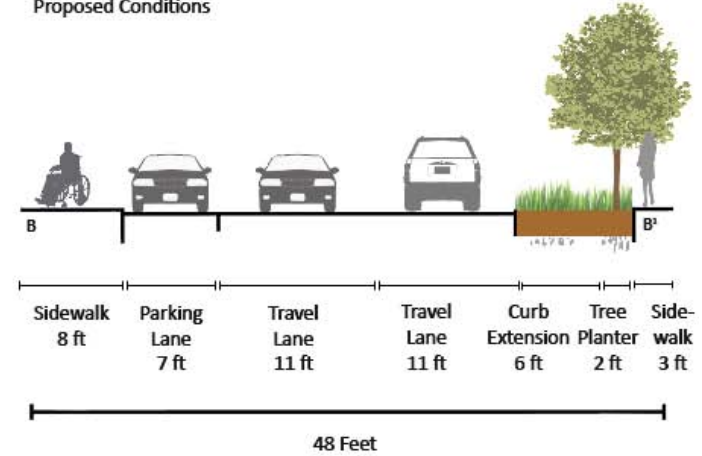 Proposed Conditions
B
B¹
Sidewalk
8 ft
Parking
Lane
7 ft
Travel
Lane
11 ft
Travel
Lane
11 ft
Curb
Extension
6 ft
Tree
Planter
2 ft
Side-
walk
3 ft
48 Feet